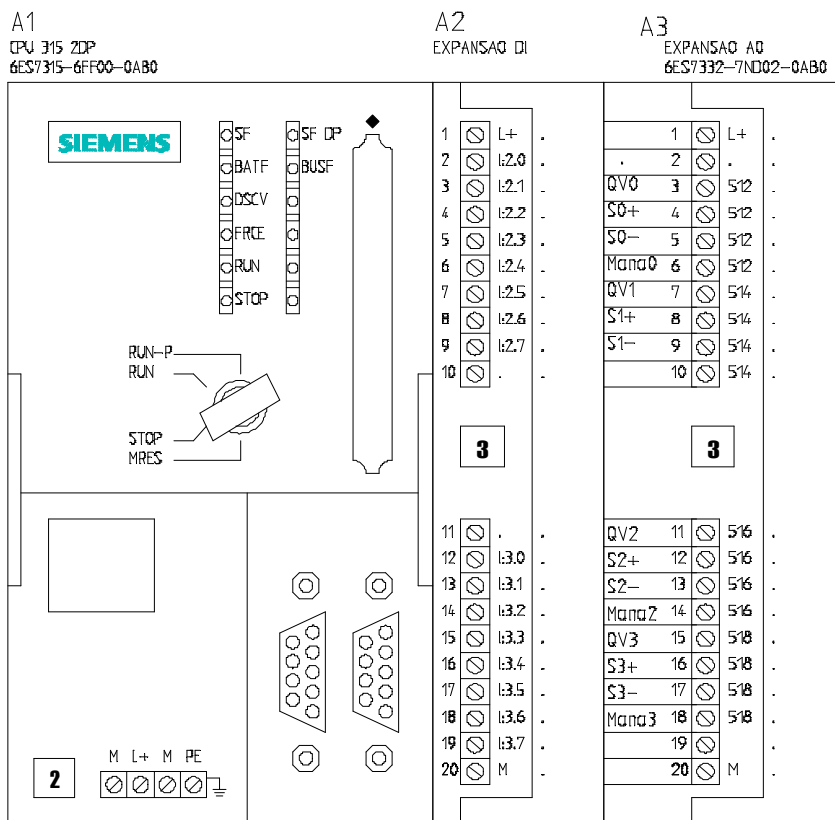 A1
CPU 315 2DP
6ES7315-6FF00-0AB0
A2
EXPANSAO DI
A3
EXPANSAO AO
6ES7332-7ND02-0AB0
SIEMENS
SF
BATF
DSCV
FRCE
RUN
STOP
SF DP
BUSF
RUN-P
RUN
STOP
MRES
2
M L+ M PE
1 L+ .
2 I:2.0 .
3 I:2.1 .
4 I:2.2 .
5 I:2.3 .
6 I:2.4 .
7 I:2.5 .
8 I:2.6 .
9 I:2.7 .
10 . .
3
11 . .
12 I:3.0 .
13 I:3.1 .
14 I:3.2 .
15 I:3.3 .
16 I:3.4 .
17 I:3.5 .
18 I:3.6 .
19 I:3.7 .
20 M .
1 L+ .
. 2 . .
QV0 3 512 .
S0+ 4 512 .
S0- 5 512 .
Mana0 6 512 .
QV1 7 514 .
S1+ 8 514 .
S1- 9 514 .
10 514 .
3
QV2 11 516 .
S2+ 12 516 .
S2- 13 516 .
Mana2 14 516 .
QV3 15 518 .
S3+ 16 518 .
S3- 17 518 .
Mana3 18 518 .
19 .
20 M .